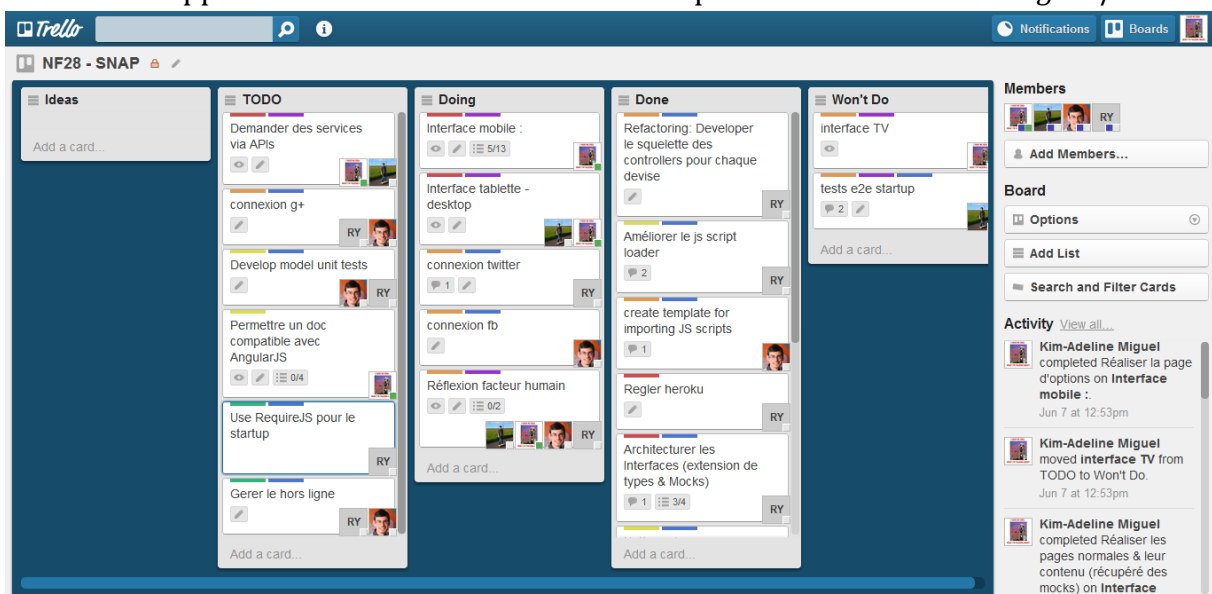 Trello
Notifications
Boards
NF28 - SNAP
Ideas
Add a card...
TODO
Demander des services
via APIs
connexion g+
RY
Develop model unit tests
RY
Permettre un doc
compatible avec
AngularJS
0/4
Use RequireJS pour le
startup
RY
Gerer le hors ligne
RY
Add a card...
Doing
Interface mobile :
5/13
Interface tablette -
desktop
connexion twitter
1
RY
connexion fb
Réflexion facteur humain
0/2
RY
Add a card...
Done
Refactoring: Developer
le squelette des
controllers pour chaque
devise
RY
Améliorer le js script
loader
2
RY
create template for
importing JS scripts
1
Regler heroku
RY
Architecturer les
Interfaces (extension de
types & Mocks)
1 3/4
RY
Add a card...
Won't Do
interface TV
tests e2e startup
2
Add a card...
Members
RY
Add Members...
Board
Options
Add List
Search and Filter Cards
Activity View all...
Kim-Adeline Miguel
completed Réaliser la page
d'options on Interface
mobile :.
Jun 7 at 12:53pm
Kim-Adeline Miguel
moved interface TV from
TODO to Won't Do.
Jun 7 at 12:53pm
Kim-Adeline Miguel
completed Réaliser les
pages normales & leur
contenu (récupéré des
mocks) on Interface